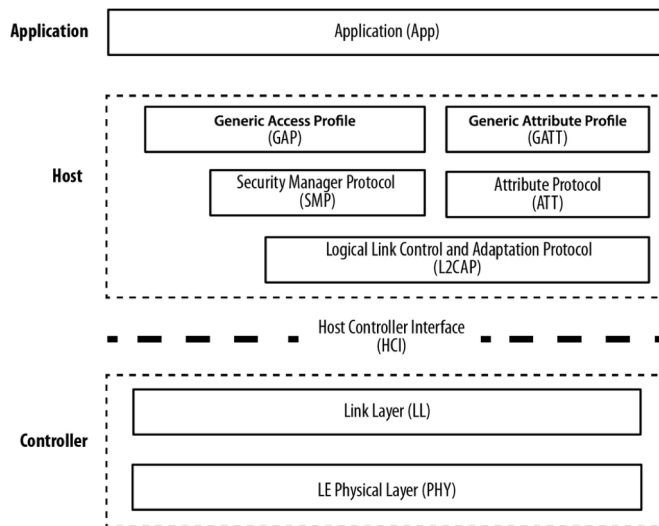 Application
Application (App)
Generic Access Profile
(GAP)
Generic Attribute Profile
(GATT)
Host
Security Manager Protocol
(SMP)
Attribute Protocol
(ATT)
Logical Link Control and Adaptation Protocol
(L2CAP)
Host Controller Interface
(HCI)
Link Layer (LL)
Controller
LE Physical Layer (PHY)